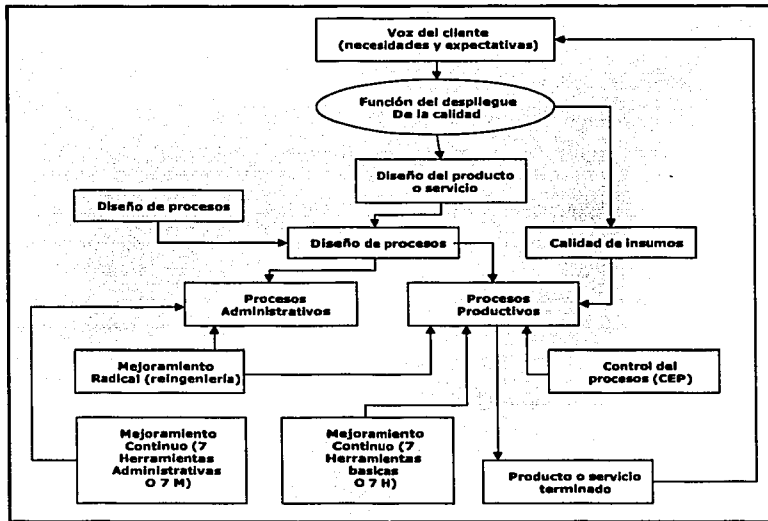 Voz del cliente
(necesidades y expectativas)
Función del despliegue
De la calidad
Diseño del producto
o servicio
Diseño de procesos
Diseño de procesos
Calidad de insumos
Procesos
Administrativos
Procesos
Productivos
Mejoramiento
Radical (reingeniería)
Control del
procesos (CEP)
Mejoramiento
Continuo (7
Herramientas
Administrativas
O 7 M)
Mejoramiento
Continuo (7
Herramientas
basicas
O 7 H)
Producto o servicio
terminado